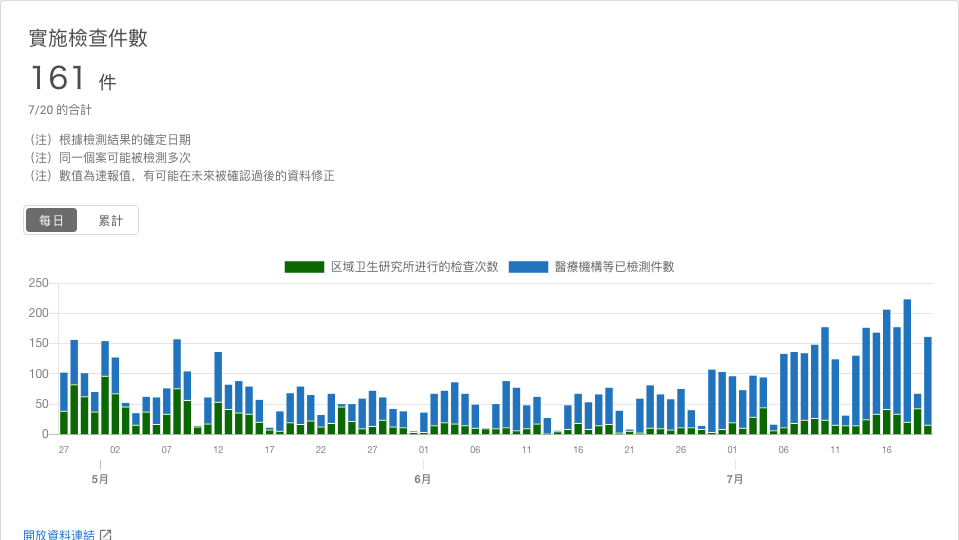 實施檢查件數
161 件
7/20 的合計
（注）根據檢測結果的確定日期
（注）同一個案可能被檢測多次
（注）數值為速報值，有可能在未來被確認過後的資料修正
每日 累計
区域卫生研究所进行的检查次数 醫療機構等已檢測件數
250
200
150
100
50
0
27 02 07 12 17 22 27 01 06 11 16 21 26 01 06 11 16
5月 6月 7月
開放資料連結